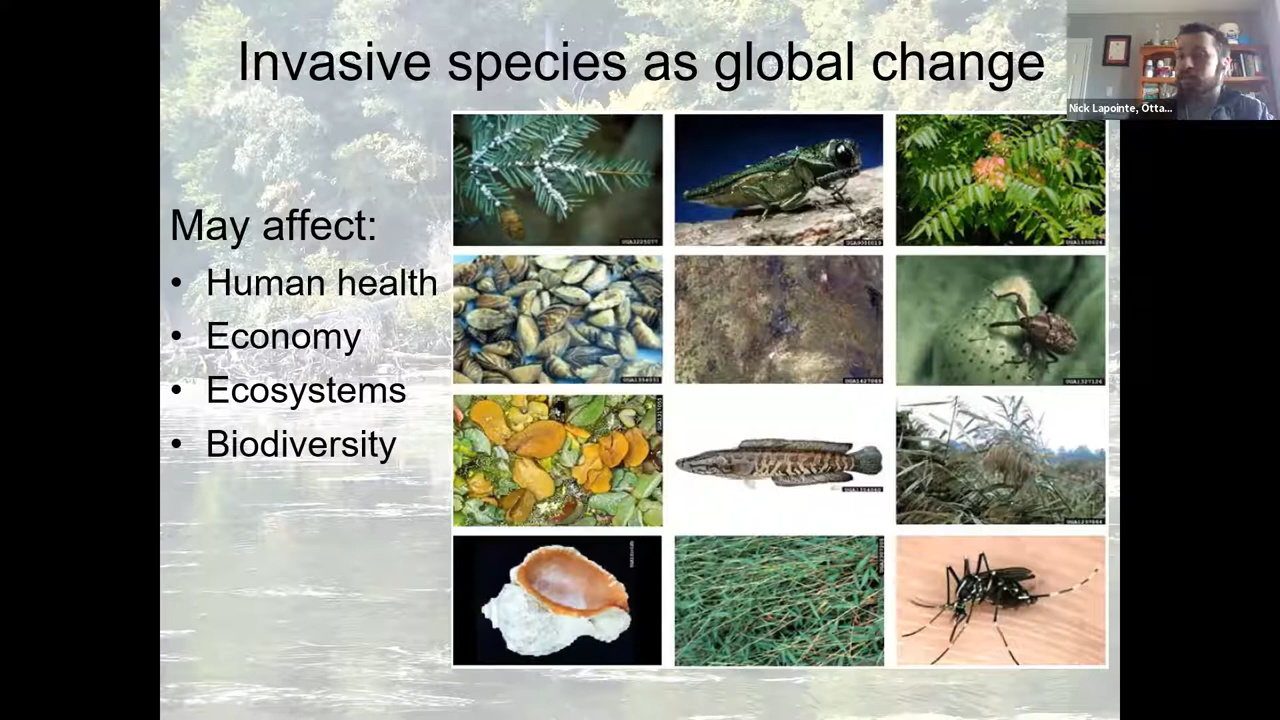 Invasive species as global change
Nick Lapointe, Otta...
May affect:
• Human health
• Economy
• Ecosystems
• Biodiversity